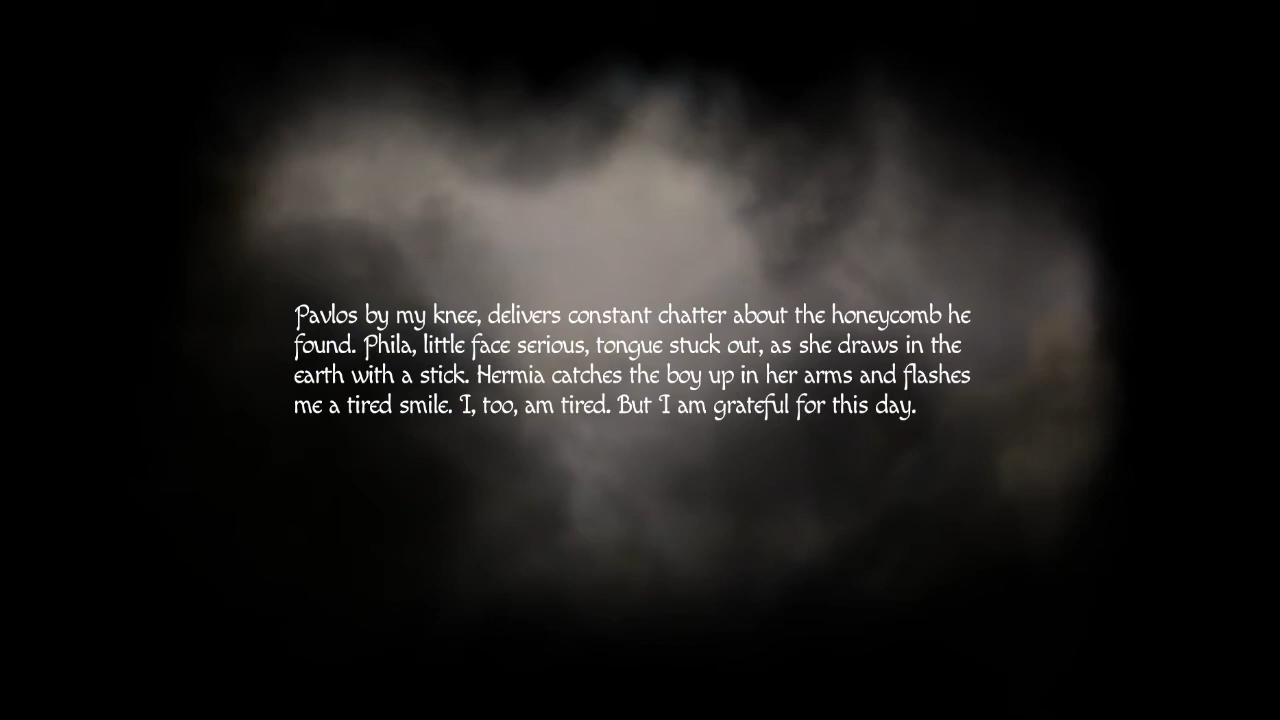 Pavlos by my knee, delivers constant chatter about the honeycomb he
found. Phila, little face serious, tongue stuck out, as she draws in the
earth with a stick. Hermia catches the boy up in her arms and flashes
me a tired smile. I, too, am tired. But I am grateful for this day.